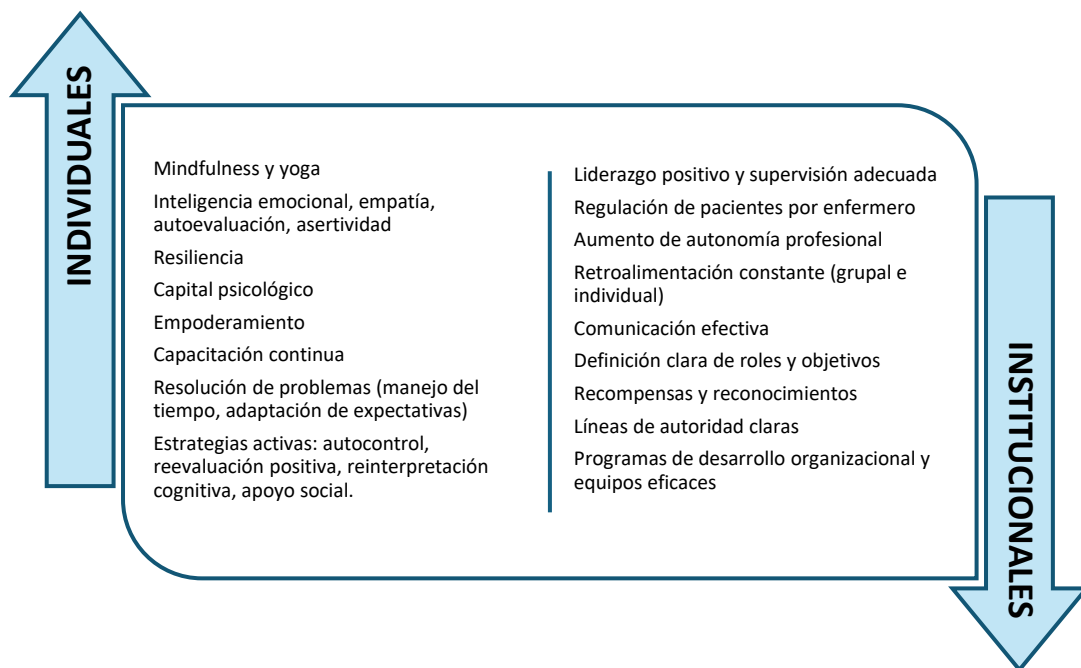 INDIVIDUALES
Mindfulness y yoga
Inteligencia emocional, empatía,
autoevaluación, asertividad
Resiliencia
Capital psicológico
Empoderamiento
Capacitación continua
Resolución de problemas (manejo del
tiempo, adaptación de expectativas)
Estrategias activas: autocontrol,
reevaluación positiva, reinterpretación
cognitiva, apoyo social.
Liderazgo positivo y supervisión adecuada
Regulación de pacientes por enfermero
Aumento de autonomía profesional
Retroalimentación constante (grupal e
individual)
Comunicación efectiva
Definición clara de roles y objetivos
Recompensas y reconocimientos
Líneas de autoridad claras
Programas de desarrollo organizacional y
equipos eficaces
INSTITUCIONALES